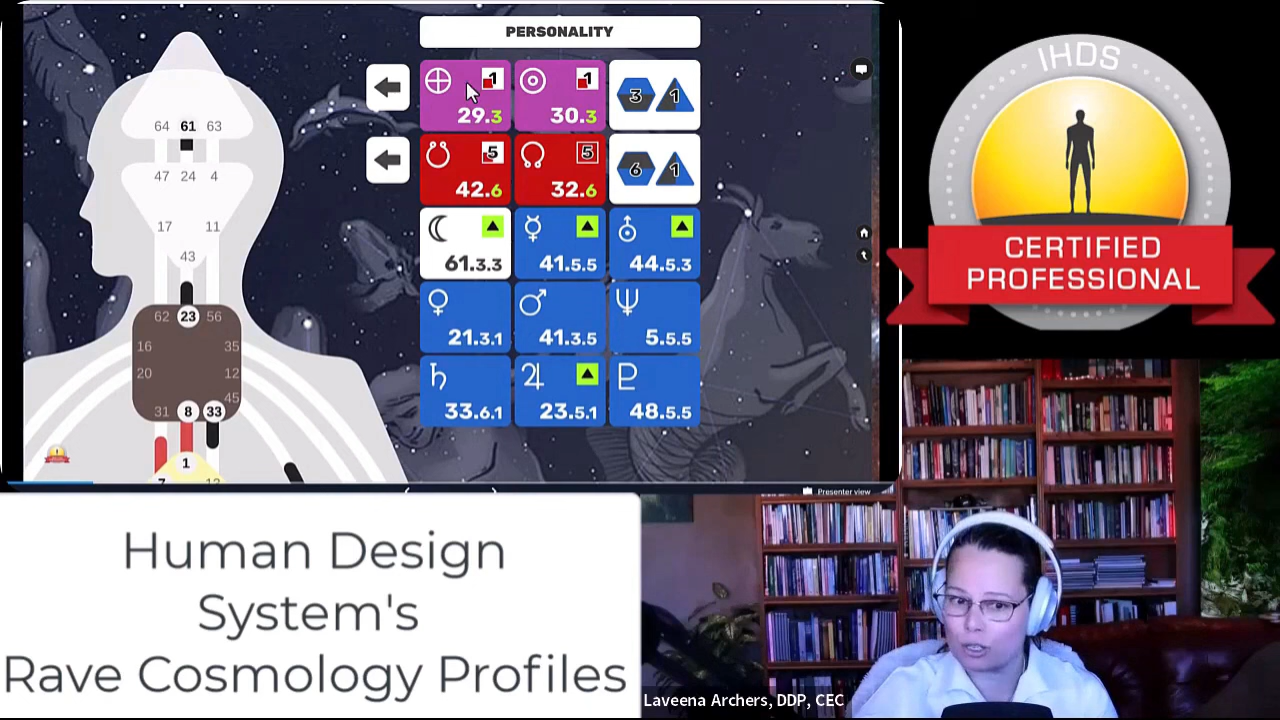 PERSONALITY
1
29.3
1
30.3
3
1
5
42.6
5
32.6
6
1
61.3.3
41.5.5
44.5.3
21.3.1
41.3.5
5.5.5
33.6.1
23.5.1
48.5.5
64 61 63
47 24 4
17 11
43
62 23 56
16 35
20 12
45
31 8 33
1
Presenter view
IHDS
CERTIFIED
PROFESSIONAL
Human Design
System's
Rave Cosmology Profiles
Laveena Archers, DDP, CEC